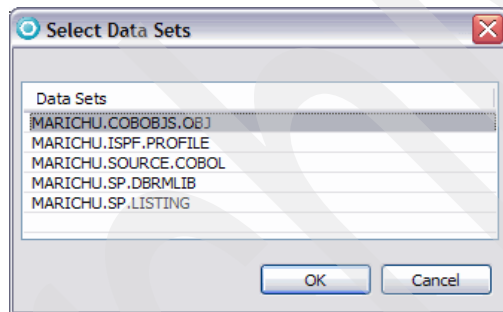 Select Data Sets
Data Sets
MARICHU.COBOBJS.OBJ
MARICHU.ISPF.PROFILE
MARICHU.SOURCE.COBOL
MARICHU.SP.DBRMLIB
MARICHU.SP.LISTING
OK Cancel